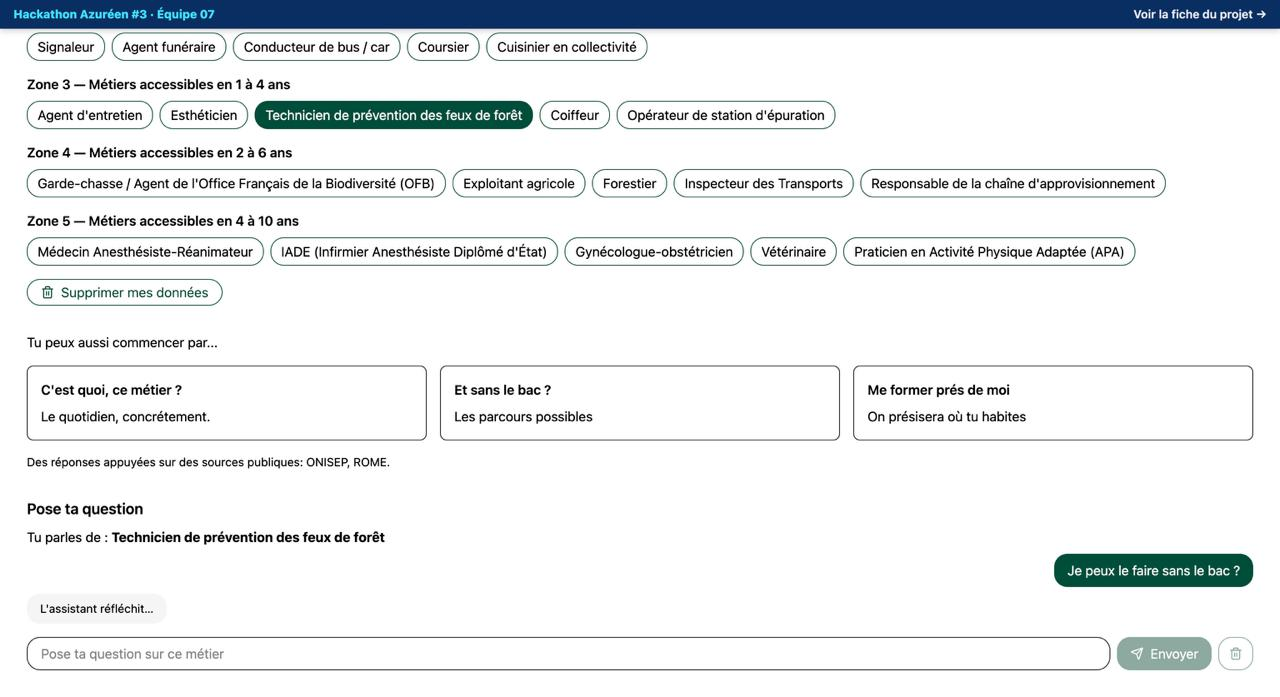 Hackathon Azuréen #3 · Équipe 07
Voir la fiche du projet →
Signaleur
Agent funéraire
Conducteur de bus / car
Coursier
Cuisinier en collectivité
Zone 3 — Métiers accessibles en 1 à 4 ans
Agent d'entretien
Esthéticien
Technicien de prévention des feux de forêt
Coiffeur
Opérateur de station d'épuration
Zone 4 — Métiers accessibles en 2 à 6 ans
Garde-chasse / Agent de l'Office Français de la Biodiversité (OFB)
Exploitant agricole
Forestier
Inspecteur des Transports
Responsable de la chaîne d'approvisionnement
Zone 5 — Métiers accessibles en 4 à 10 ans
Médecin Anesthésiste-Réanimateur
IADE (Infirmier Anesthésiste Diplômé d'État)
Gynécologue-obstétricien
Vétérinaire
Praticien en Activité Physique Adaptée (APA)
Supprimer mes données
Tu peux aussi commencer par...
C'est quoi, ce métier ?
Le quotidien, concrétement.
Et sans le bac ?
Les parcours possibles
Me former prés de moi
On présisera où tu habites
Des réponses appuyées sur des sources publiques: ONISEP, ROME.
Pose ta question
Tu parles de : Technicien de prévention des feux de forêt
Je peux le faire sans le bac ?
L'assistant réfléchit...
Pose ta question sur ce métier
Envoyer